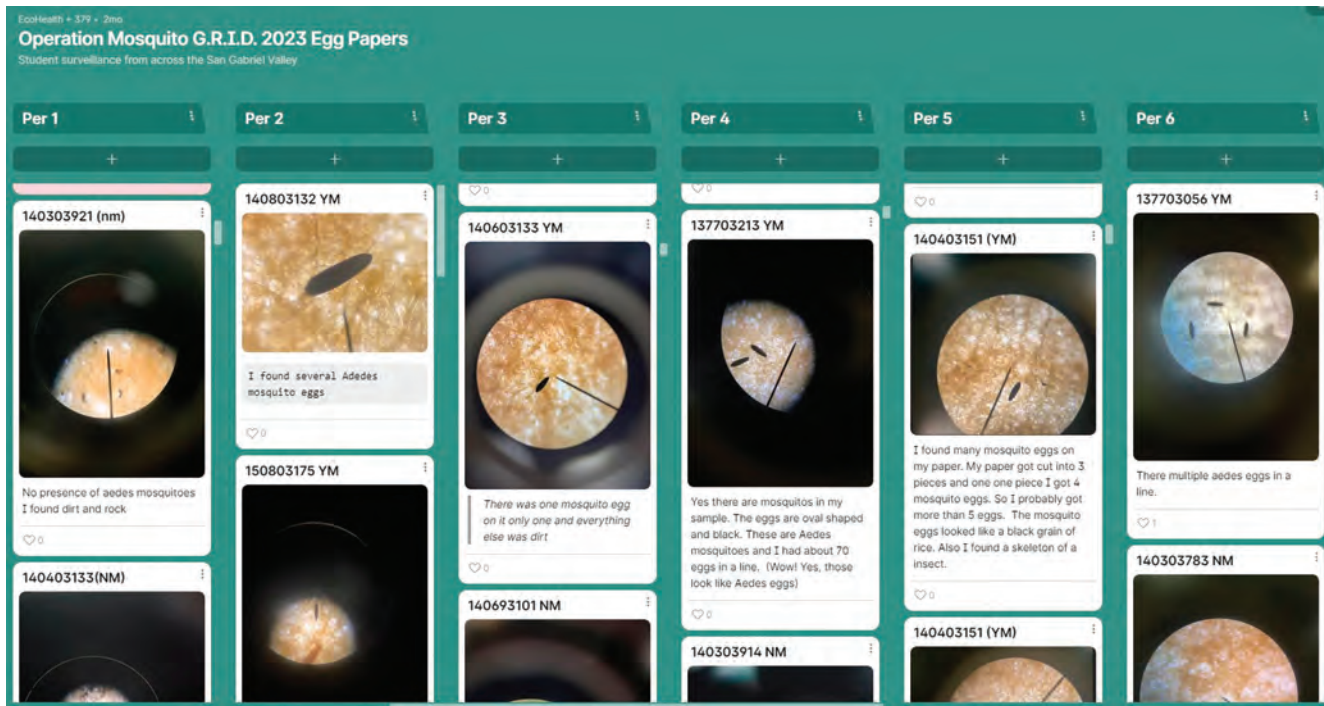 EcoHealth + 379 • 2mo
Operation Mosquito G.R.I.D. 2023 Egg Papers
Student surveillance from across the San Gabriel Valley
Per 1
Per 2
Per 3
Per 4
Per 5
Per 6
140303921 (nm)
No presence of aedes mosquitoes
I found dirt and rock
0
140403133(NM)
140803132 YM
I found several Adedes
mosquito eggs
0
150803175 YM
0
140603133 YM
There was one mosquito egg
on it only one and everything
else was dirt
0
140693101 NM
0
137703213 YM
Yes there are mosquitos in my
sample. The eggs are oval shaped
and black. These are Aedes
mosquitoes and I had about 70
eggs in a line. (Wow! Yes, those
look like Aedes eggs)
0
140303914 NM
0
140403151 (YM)
I found many mosquito eggs on
my paper. My paper got cut into 3
pieces and one one piece I got 4
mosquito eggs. So I probably got
more than 5 eggs. The mosquito
eggs looked like a black grain of
rice. Also I found a skeleton of a
insect.
0
140403151 (YM)
137703056 YM
There multiple aedes eggs in a
line.
1
140303783 NM